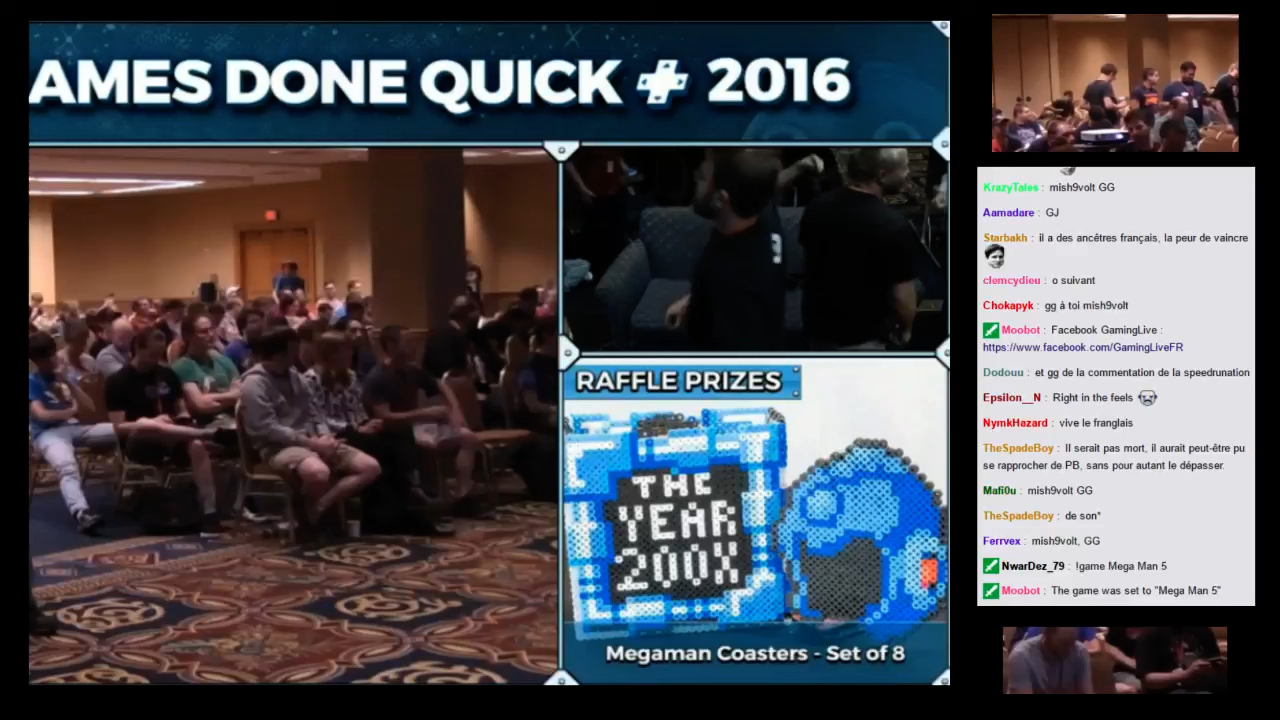 AMES DONE QUICK 2016
RAFFLE PRIZES
THE
YEAR
200X
Megaman Coasters - Set of 8
KrazyTales : mish9volt GG
Aamadare : GJ
Starbakh : il a des ancêtres français, la peur de vaincre
clemcydieu : o suivant
Chokapyk : gg à toi mish9volt
Moobot : Facebook GamingLive :
https://www.facebook.com/GamingLiveFR
Dodouu : et gg de la commentation de la speedrunation
Epsilon__N : Right in the feels
NymkHazard : vive le franglais
TheSpadeBoy : Il serait pas mort, il aurait peut-être pu
se rapprocher de PB, sans pour autant le dépasser.
Mafi0u : mish9volt GG
TheSpadeBoy : de son*
Ferrvex : mish9volt, GG
NwarDez_79 : !game Mega Man 5
Moobot : The game was set to "Mega Man 5"